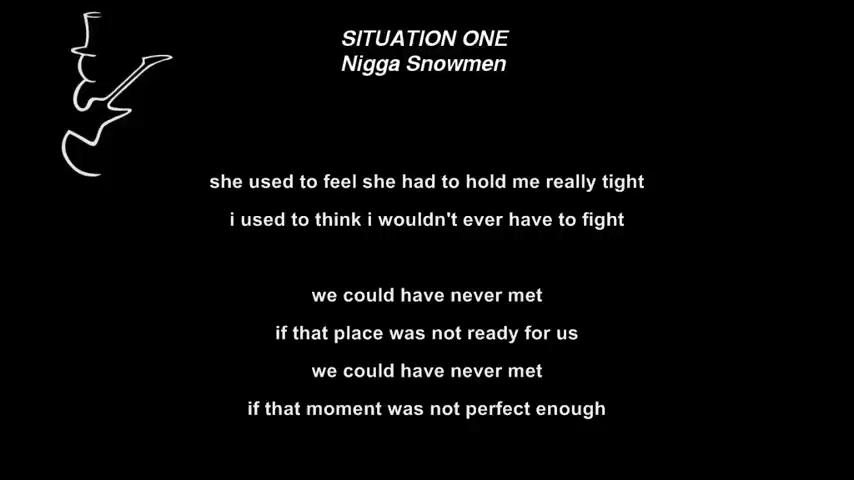 SITUATION ONE
Nigga Snowmen
she used to feel she had to hold me really tight
i used to think i wouldn't ever have to fight
we could have never met
if that place was not ready for us
we could have never met
if that moment was not perfect enough